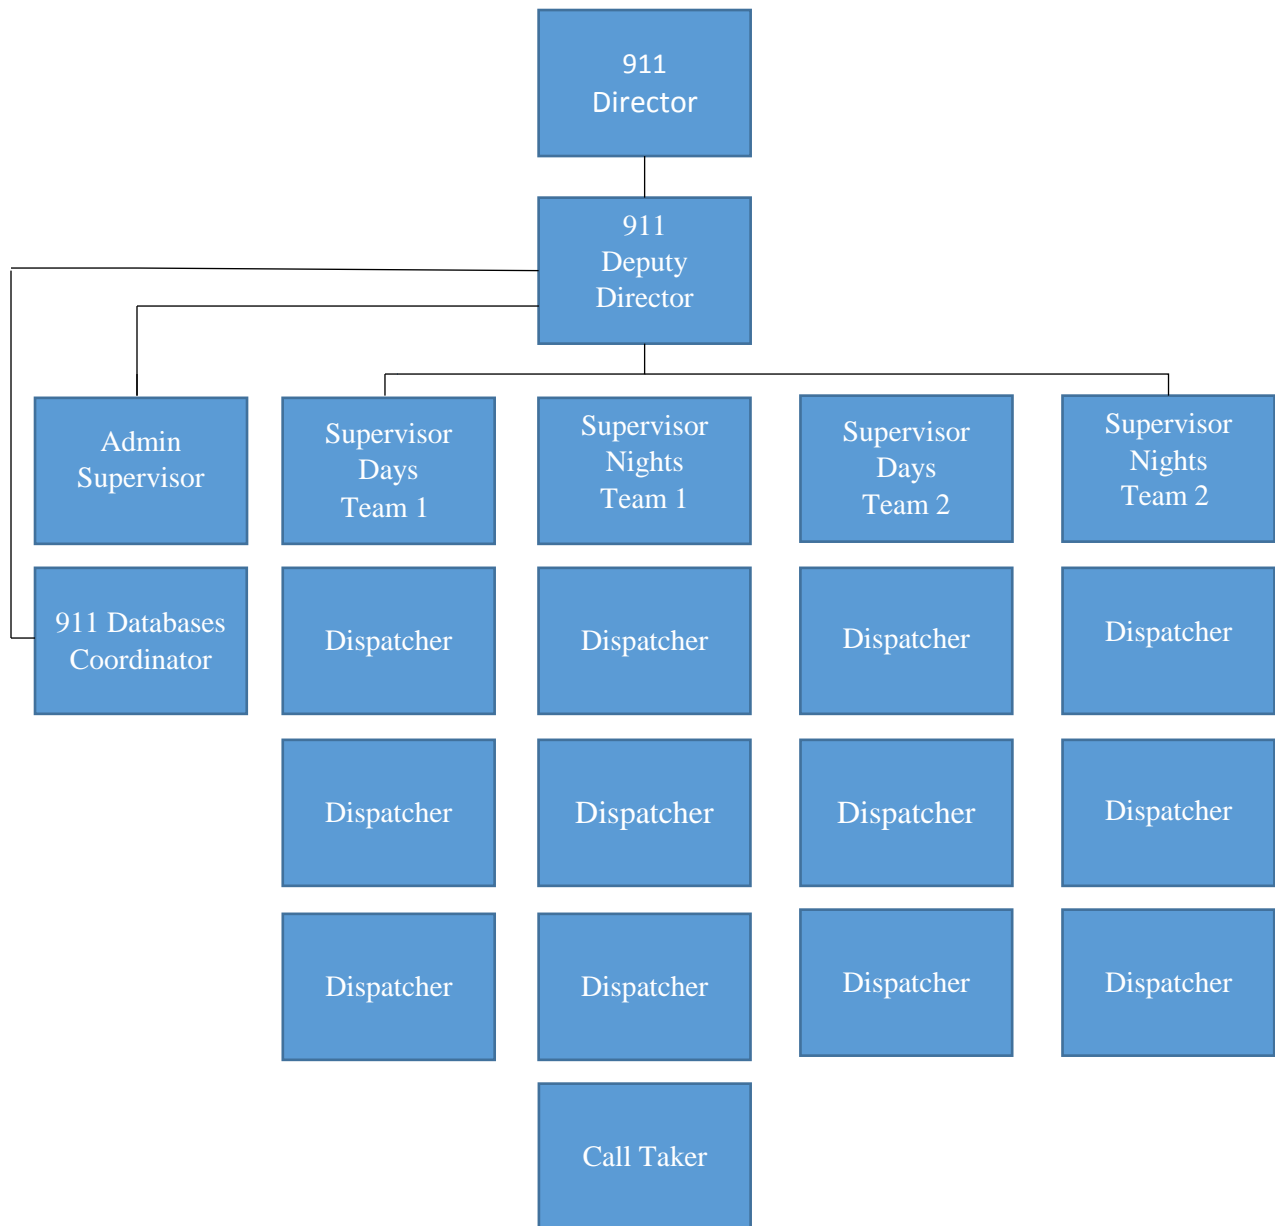 911
Director
911
Deputy
Director
Admin
Supervisor
Supervisor
Days
Team 1
Supervisor
Nights
Team 1
Supervisor
Days
Team 2
Supervisor
Nights
Team 2
911 Databases
Coordinator
Dispatcher
Dispatcher
Dispatcher
Dispatcher
Dispatcher
Dispatcher
Dispatcher
Dispatcher
Dispatcher
Dispatcher
Dispatcher
Dispatcher
Call Taker